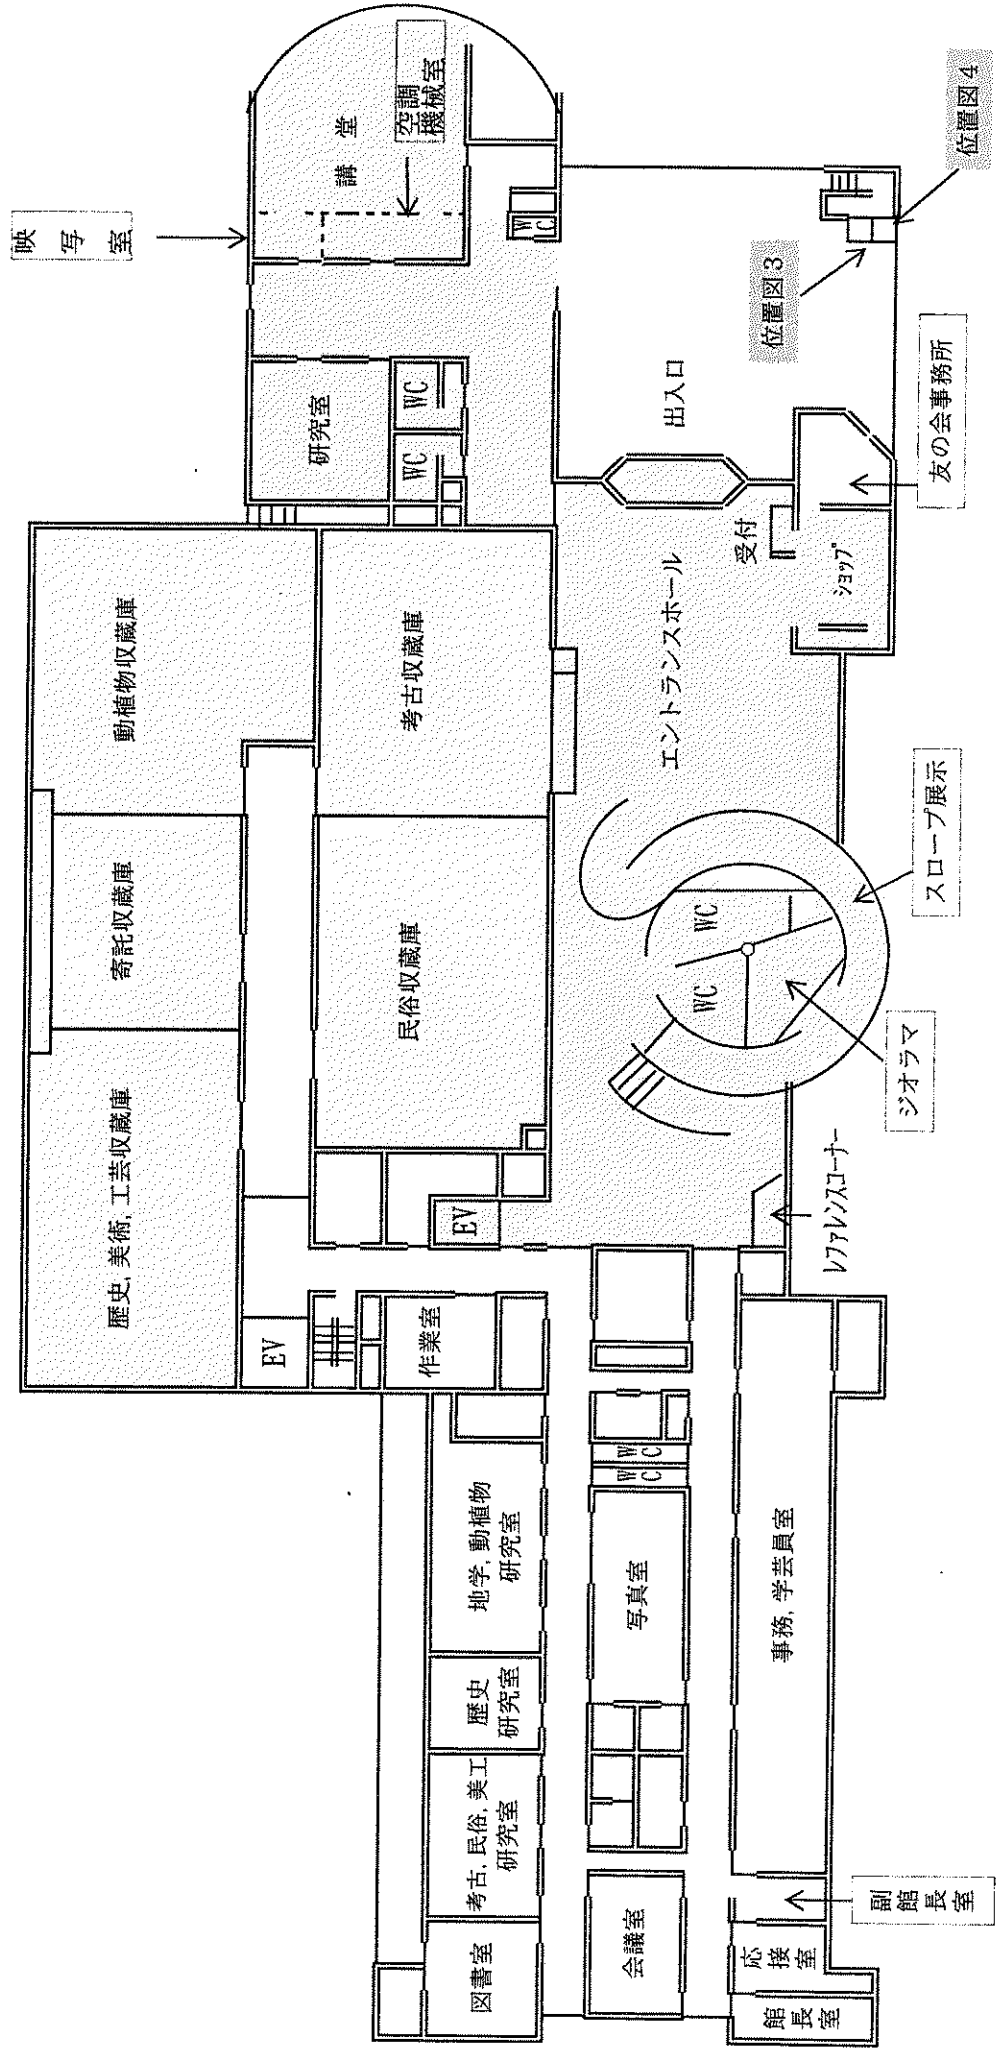 歴史, 美術, 工芸収蔵庫
寄託収蔵庫
動植物収蔵庫
映写室
講堂
空調
機械室
EV
研究室
WC
WC
WC
作業室
EV
民俗収蔵庫
考古収蔵庫
図書室
考古, 民俗, 美工
研究室
歴史
研究室
地学, 動植物
研究室
会議室
写真室
WC
WC
WC
WC
エントランスホール
出入口
受付
ショップ
位置図3
位置図4
館長室
応接室
副館長室
事務, 学芸員室
レファレンスコーナー
ジオラマ
スロープ展示
友の会事務所